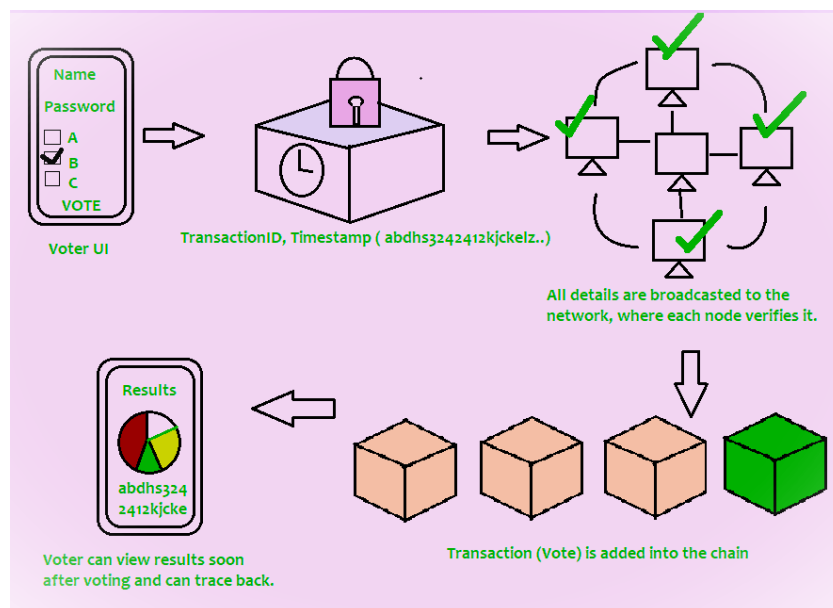 Name
Password
A
B
C
VOTE
Voter UI
TransactionID, Timestamp ( abdhs3242412kjckelz..)
All details are broadcasted to the
network, where each node verifies it.
Results
abdhs324
2412kjcke
Voter can view results soon
after voting and can trace back.
Transaction (Vote) is added into the chain